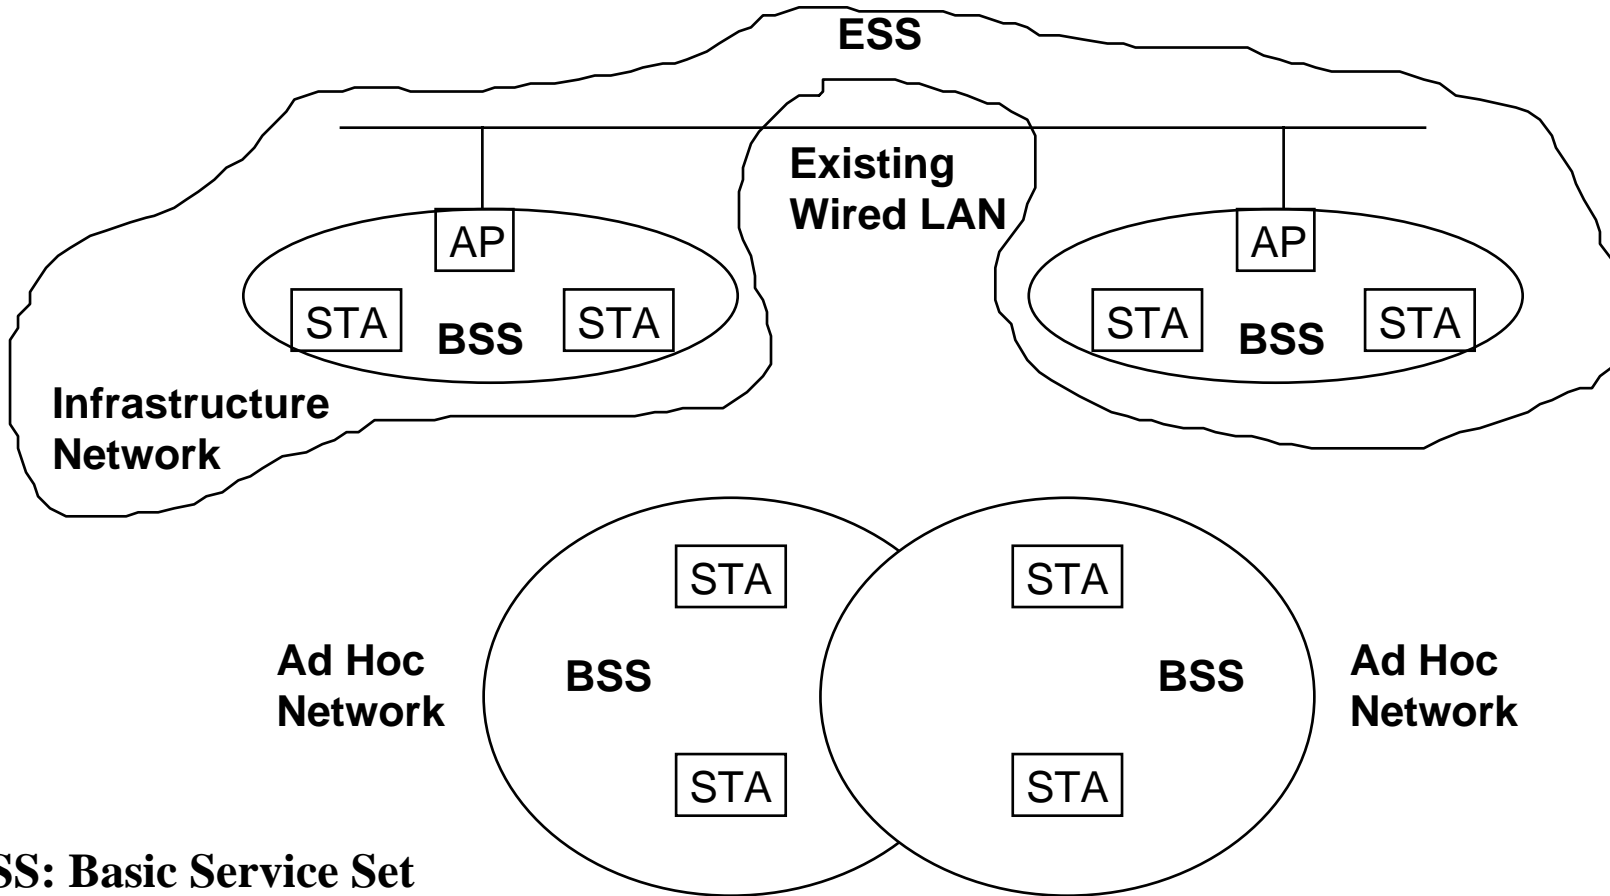 ESS
Existing
Wired LAN
AP
AP
STA
BSS
STA
STA
BSS
STA
Infrastructure
Network
STA
STA
Ad Hoc
Network
BSS
BSS
Ad Hoc
Network
STA
STA
SS: Basic Service Set